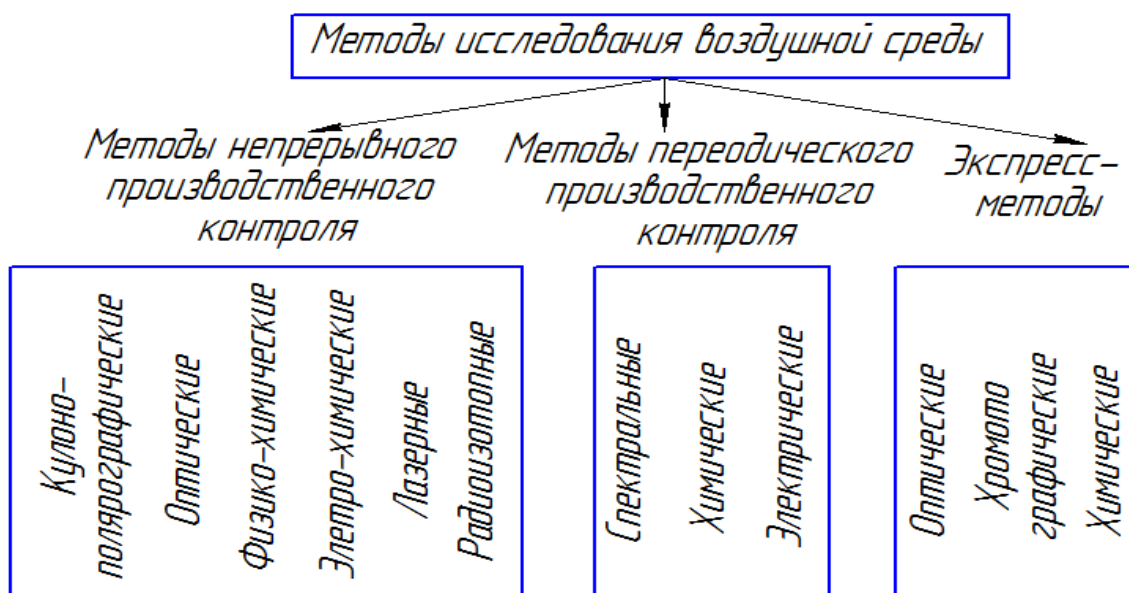 Методы исследования воздушной среды
Методы непрерывного
производственного
контроля
Методы переодического
производственного
контроля
Экспресс-
методы
Кулоно-
полярографические
Оптические
Физико-химические
Элетро-химические
Лазерные
Радиоизотопные
Спектральные
Химические
Электрические
Оптические
Хромото
графические
Химические